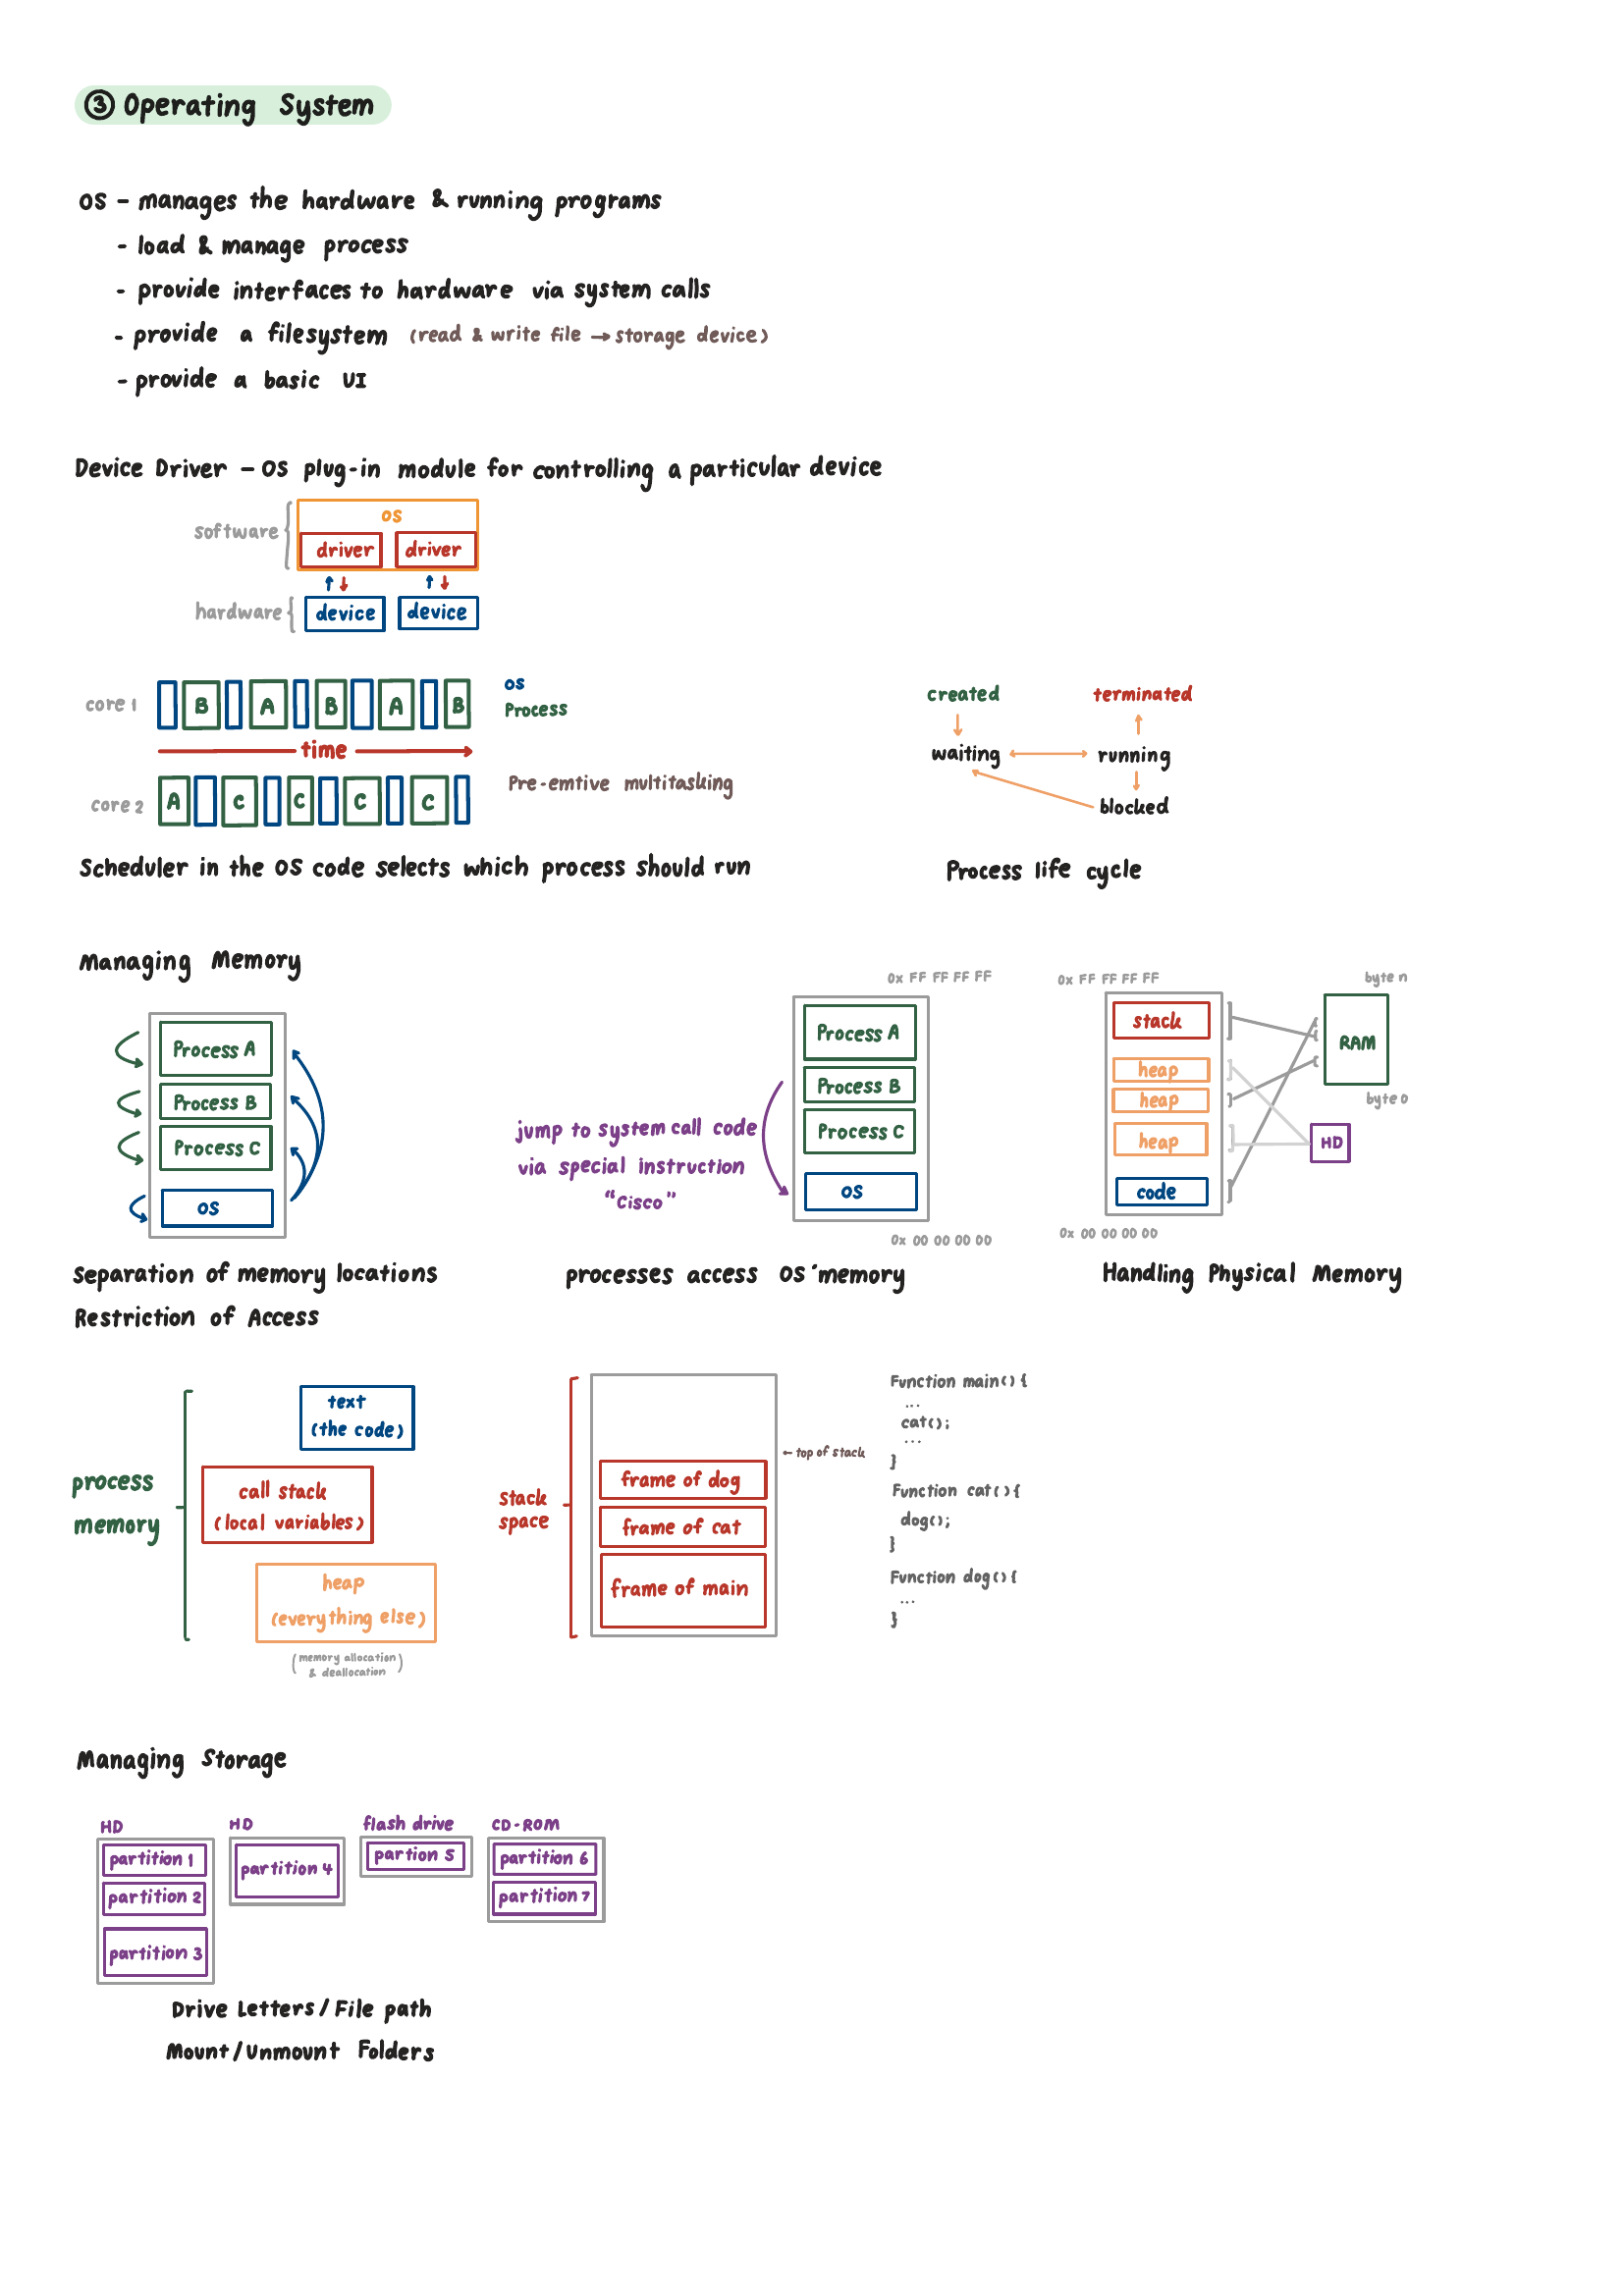 ③ Operating System
OS - manages the hardware & running programs
- load & manage process
- provide interfaces to hardware via system calls
- provide a filesystem (read & write file → storage device)
- provide a basic UI
Device Driver - OS plug-in module for controlling a particular device
software
OS
driver driver
hardware
device device
core 1
B A B A B
OS
Process
time
core 2
A C C C C
Pre-emtive multitasking
Scheduler in the OS code selects which process should run
created terminated
waiting running
blocked
Process life cycle
Managing Memory
Process A
Process B
Process C
OS
Separation of memory locations
Restriction of Access
0x FF FF FF FF
Process A
Process B
Process C
OS
0x 00 00 00 00
jump to system call code
via special instruction
"Cisco"
processes access OS' memory
0x FF FF FF FF
stack
heap
heap
heap
code
0x 00 00 00 00
byte n
RAM
byte 0
HD
Handling Physical Memory
process
memory
text
(the code)
call stack
(local variables)
heap
(everything else)
(memory allocation
& deallocation)
stack
space
frame of dog
frame of cat
frame of main
← top of stack
Function main() {
...
cat();
...
}
Function cat() {
dog();
}
Function dog() {
...
}
Managing Storage
HD
partition 1
partition 2
partition 3
HD
partition 4
flash drive
partion 5
CD-ROM
partition 6
partition 7
Drive Letters / File path
Mount / Unmount Folders